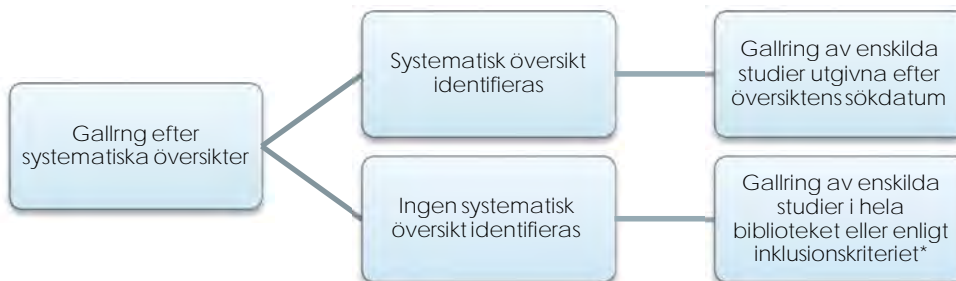 Gallrng efter
systematiska översikter
Systematisk översikt
identifieras
Gallring av enskilda
studier utgivna efter
översiktens sökdatum
Ingen systematisk
översikt identifieras
Gallring av enskilda
studier i hela
biblioteket eller enligt
inklusionskriteriet*